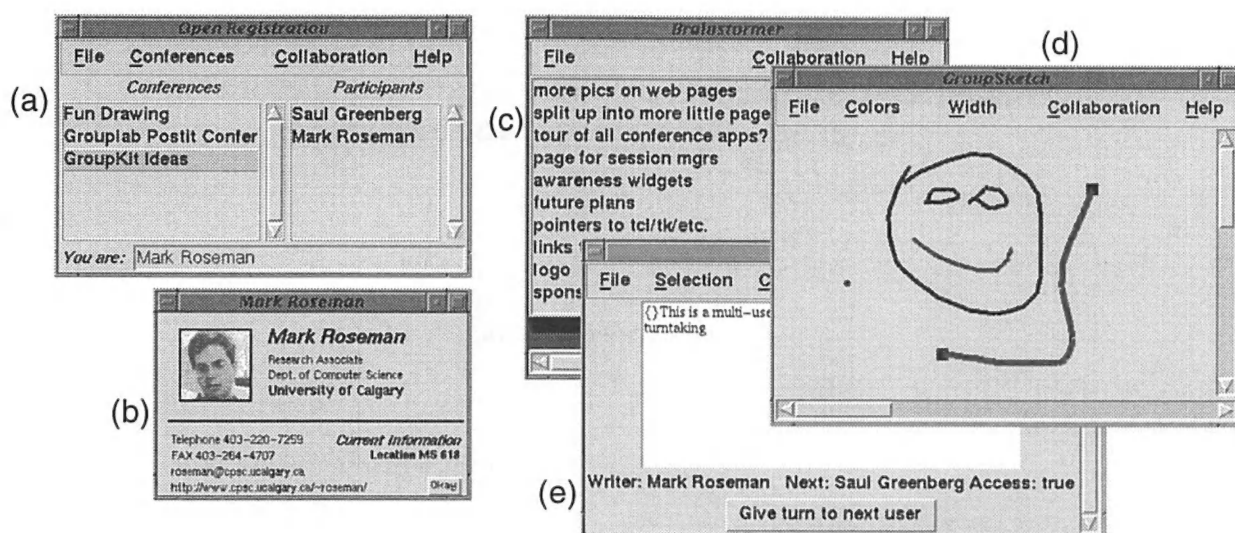 (a)
Open Registration
File Conferences Collaboration Help
Conferences Participants
Fun Drawing
Grouplab Postit Confer
GroupKit Ideas
Saul Greenberg
Mark Roseman
You are: Mark Roseman
(b)
Mark Roseman
Mark Roseman
Research Associate
Dept. of Computer Science
University of Calgary
Telephone 403-220-7259
FAX 403-284-4707
roseman@cpsc.ucalgary.ca
http://www.cpsc.ucalgary.ca/~roseman/
Current Information
Location MS 618
Okay
(c)
Brainstormer
File Collaboration Help
more pics on web pages
split up into more little page
tour of all conference apps?
page for session mgrs
awareness widgets
future plans
pointers to tcl/tk/etc.
links
logo
spons
(d)
GroupSketch
File Colors Width Collaboration Help
(e)
File Selection C
{}This is a multi-use
turntaking
Writer: Mark Roseman Next: Saul Greenberg Access: true
Give turn to next user